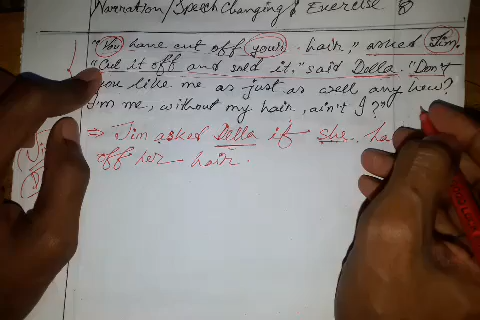 Narration/Speech Changing & Exercise 8
"You have cut off your hair," asked Jim.
"Cut it off and sold it," said Della. "Don't
you like me as just as well any how?
I'm me, without my hair, ain't I?"
⇒ Jim asked Della if she ha
off her hair.